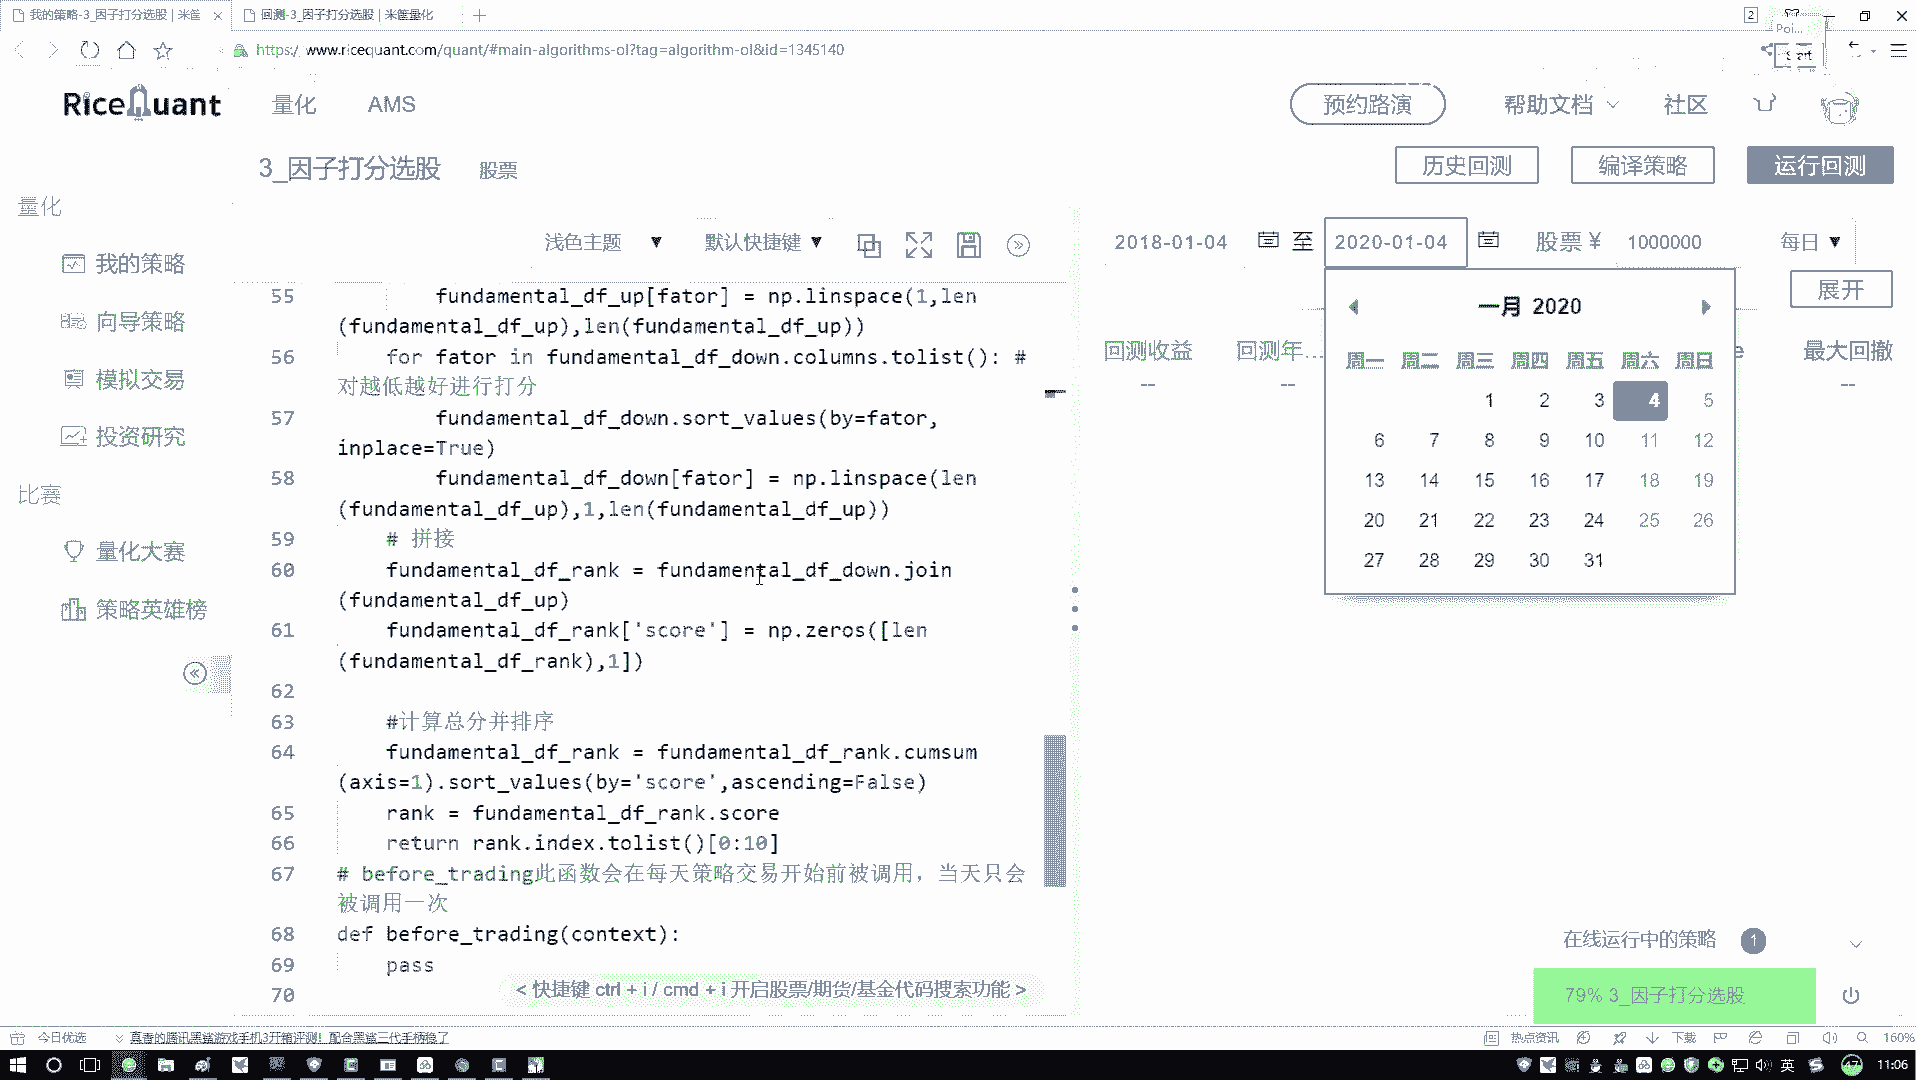 我的策略-3_因子打分选股 | 米筐
回测-3_因子打分选股 | 米筐量化
2
https:/ www.ricequant.com/quant/#main-algorithms-ol?tag=algorithm-ol&id=1345140
Poi...
RiceQuant
量化
AMS
预约路演
帮助文档
社区
3_因子打分选股
股票
历史回测
编译策略
运行回测
量化
我的策略
向导策略
模拟交易
投资研究
比赛
量化大赛
策略英雄榜
浅色主题
默认快捷键
2018-01-04
至
2020-01-04
股票 ¥
1000000
每日
展开
回测收益
--
回测年...
--
最大回撤
--
一月 2020
周一 周二 周三 周四 周五 周六 周日
1 2 3 4 5
6 7 8 9 10 11 12
13 14 15 16 17 18 19
20 21 22 23 24 25 26
27 28 29 30 31
55 fundamental_df_up[fator] = np.linspace(1,len
(fundamental_df_up),len(fundamental_df_up))
56 for fator in fundamental_df_down.columns.tolist(): #
对越低越好进行打分
57 fundamental_df_down.sort_values(by=fator,
inplace=True)
58 fundamental_df_down[fator] = np.linspace(len
(fundamental_df_up),1,len(fundamental_df_up))
59 # 拼接
60 fundamental_df_rank = fundamental_df_down.join
(fundamental_df_up)
61 fundamental_df_rank['score'] = np.zeros([len
(fundamental_df_rank),1])
62
63 #计算总分并排序
64 fundamental_df_rank = fundamental_df_rank.cumsum
(axis=1).sort_values(by='score',ascending=False)
65 rank = fundamental_df_rank.score
66 return rank.index.tolist()[0:10]
67 # before_trading此函数会在每天策略交易开始前被调用，当天只会
被调用一次
68 def before_trading(context):
69 pass
70
< 快捷键 ctrl + i / cmd + i 开启股票/期货/基金代码搜索功能 >
在线运行中的策略 1
79% 3_因子打分选股
今日优选
真香的腾讯黑鲨游戏手机3开箱评测！配合黑鲨三代手柄稳了
热点资讯
下载
160%
英
47
11:06